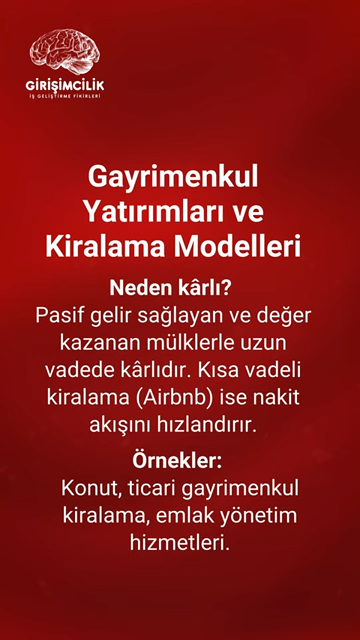 GİRİŞİMCİLİK
İŞ GELİŞTİRME FİKİRLERİ
Gayrimenkul
Yatırımları ve
Kiralama Modelleri
Neden kârlı?
Pasif gelir sağlayan ve değer
kazanan mülklerle uzun
vadede kârlıdır. Kısa vadeli
kiralama (Airbnb) ise nakit
akışını hızlandırır.
Örnekler:
Konut, ticari gayrimenkul
kiralama, emlak yönetim
hizmetleri.